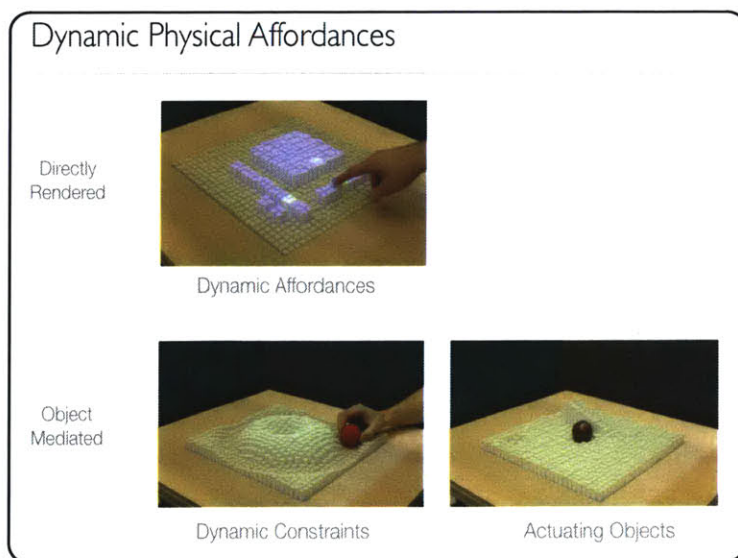 Dynamic Physical Affordances
Directly
Rendered
Dynamic Affordances
Object
Mediated
Dynamic Constraints
Actuating Objects